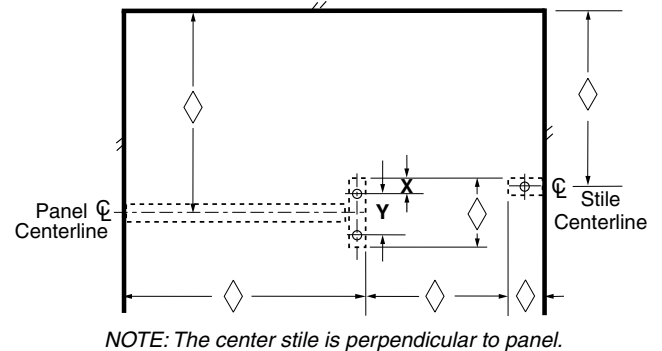 X
Y
Panel ℄
Centerline
℄ Stile
Centerline
NOTE: The center stile is perpendicular to panel.